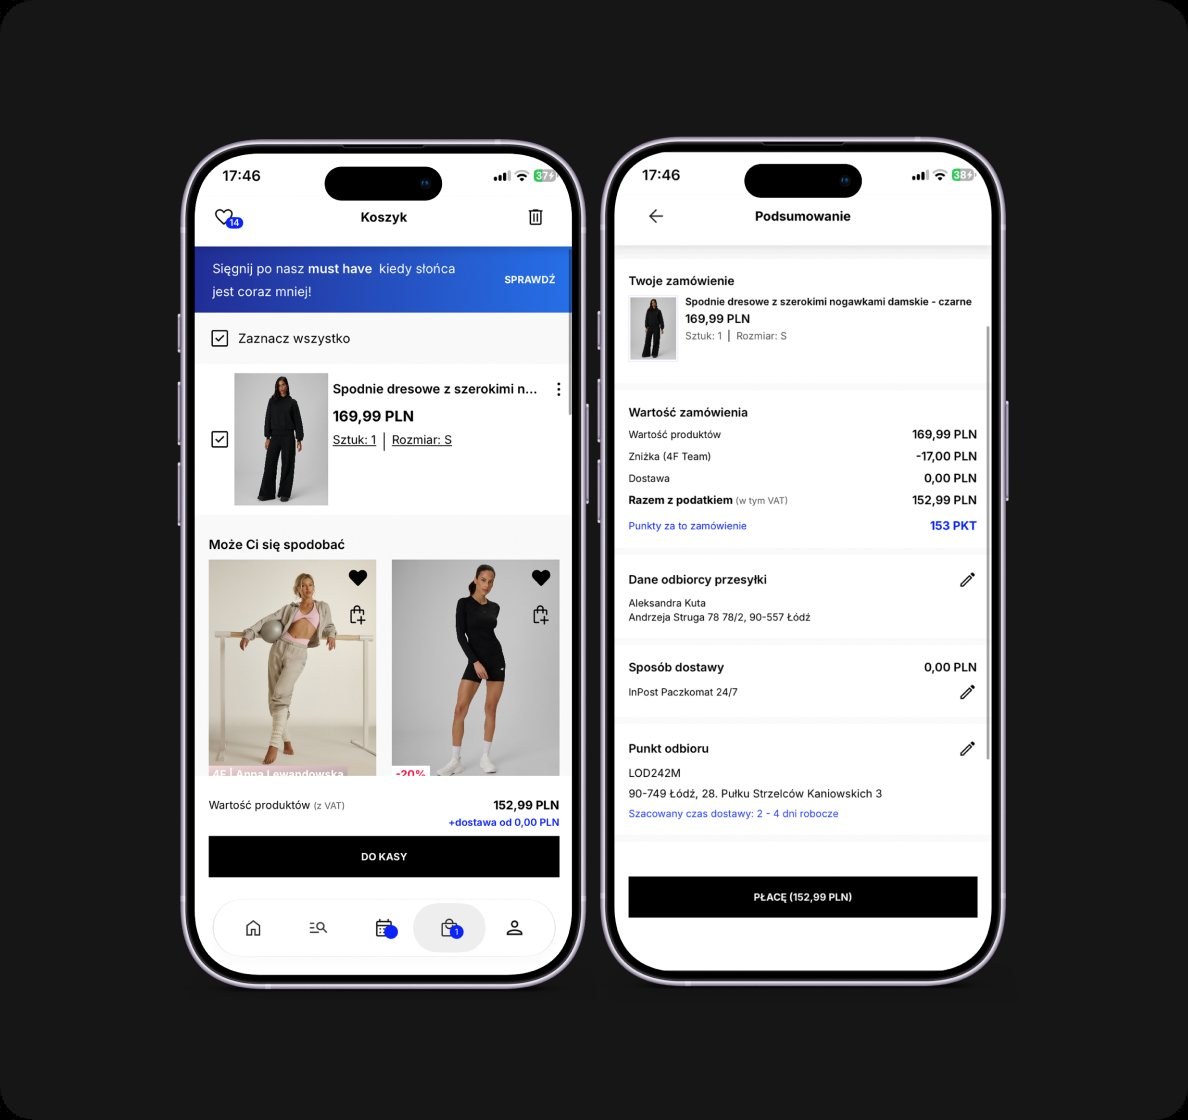 17:46
37
14
Koszyk
Sięgnij po nasz must have kiedy słońca
jest coraz mniej!
SPRAWDŹ
Zaznacz wszystko
Spodnie dresowe z szerokimi n...
169,99 PLN
Sztuk: 1 | Rozmiar: S
Może Ci się spodobać
4F | Anna Lewandowska
-20%
Wartość produktów (z VAT)
152,99 PLN
+dostawa od 0,00 PLN
DO KASY
1
17:46
38
Podsumowanie
Twoje zamówienie
Spodnie dresowe z szerokimi nogawkami damskie - czarne
169,99 PLN
Sztuk: 1 | Rozmiar: S
Wartość zamówienia
Wartość produktów 169,99 PLN
Zniżka (4F Team) -17,00 PLN
Dostawa 0,00 PLN
Razem z podatkiem (w tym VAT) 152,99 PLN
Punkty za to zamówienie 153 PKT
Dane odbiorcy przesyłki
Aleksandra Kuta
Andrzeja Struga 78 78/2, 90-557 Łódź
Sposób dostawy 0,00 PLN
InPost Paczkomat 24/7
Punkt odbioru
LOD242M
90-749 Łódź, 28. Pułku Strzelców Kaniowskich 3
Szacowany czas dostawy: 2 - 4 dni robocze
PŁACĘ (152,99 PLN)